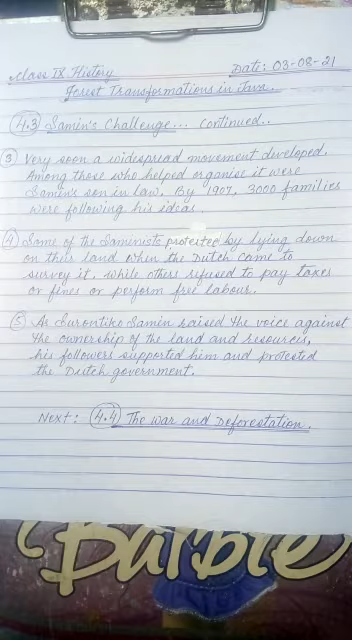 Class IX History
Date: 03-08-21
Forest Transformations in Java.
4.3 Samin's Challenge... Continued..
3 Very soon a widespread movement developed.
Among those who helped organise it were
Samin's son in law. By 1907, 3000 families
were following his ideas.
4 Some of the Saminists protested by lying down
on their land when the Dutch came to
survey it, while others refused to pay taxes
or fines or perform free labour.
5 As Surontiko Samin raised the voice against
the ownership of the land and resources,
his followers supported him and protested
the Dutch government.
Next: 4.4 The war and Deforestation.
Barbie